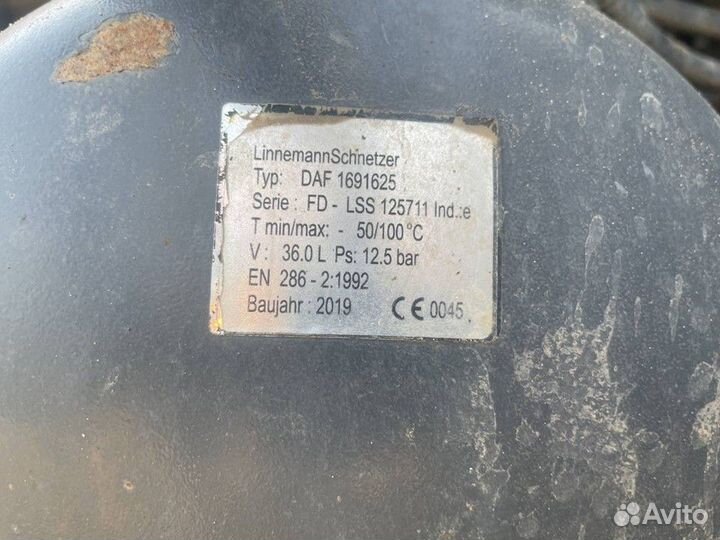 LinnemannSchnetzer
Typ: DAF 1691625
Serie : FD - LSS 125711 Ind.:e
T min/max: - 50/100 °C
V : 36.0 L Ps: 12.5 bar
EN 286 - 2:1992
Baujahr : 2019 CE 0045
Avito